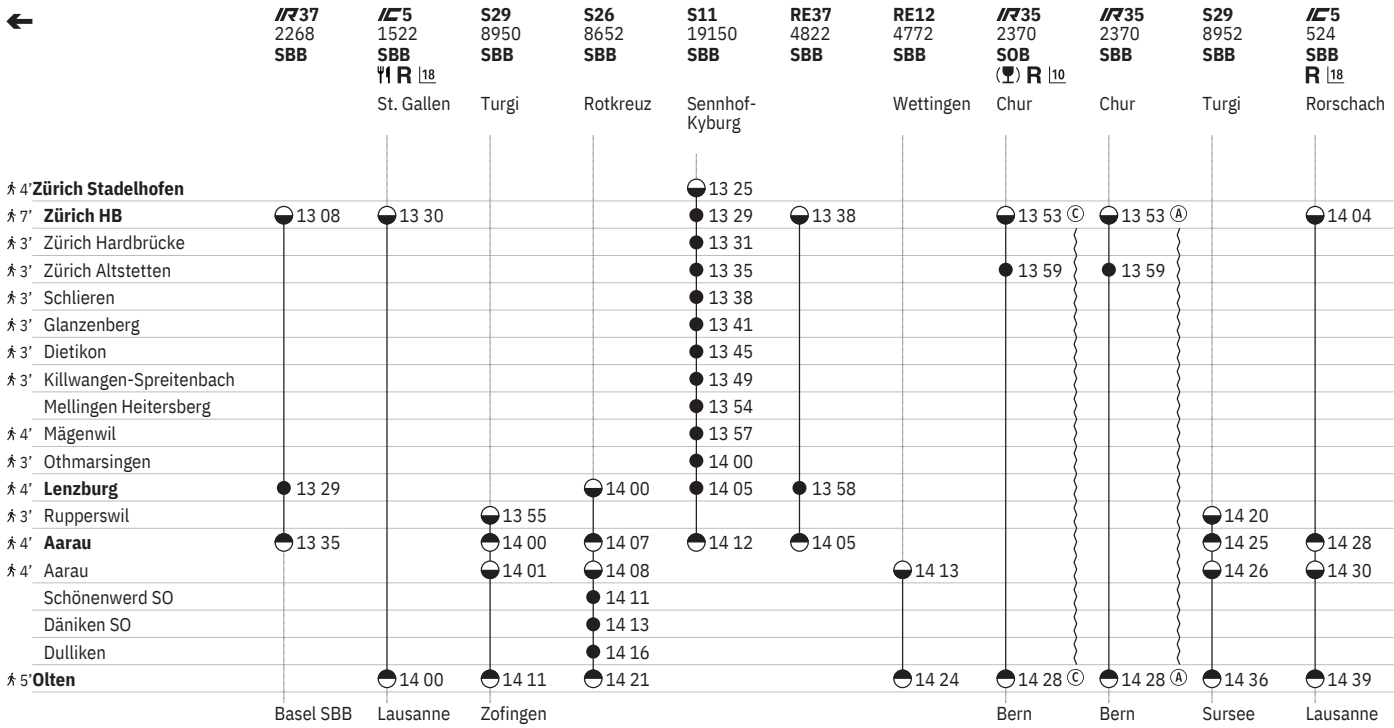 IR37 IC5 S29 S26 S11 RE37 RE12 IR35 IR35 S29 IC5
2268 1522 8950 8652 19150 4822 4772 2370 2370 8952 524
SBB SBB SBB SBB SBB SBB SBB SOB SBB SBB SBB
R 18 R 10 R 18
St. Gallen Turgi Rotkreuz Sennhof- Wettingen Chur Chur Turgi Rorschach
Kyburg
4' Zürich Stadelhofen 13 25
7' Zürich HB 13 08 13 30 13 29 13 38 13 53 Ⓒ 13 53 Ⓐ 14 04
3' Zürich Hardbrücke 13 31
3' Zürich Altstetten 13 35 13 59 13 59
3' Schlieren 13 38
3' Glanzenberg 13 41
3' Dietikon 13 45
3' Killwangen-Spreitenbach 13 49
Mellingen Heitersberg 13 54
4' Mägenwil 13 57
3' Othmarsingen 14 00
4' Lenzburg 13 29 14 00 14 05 13 58
3' Rupperswil 13 55 14 20
4' Aarau 13 35 14 00 14 07 14 12 14 05 14 25 14 28
4' Aarau 14 01 14 08 14 13 14 26 14 30
Schönenwerd SO 14 11
Däniken SO 14 13
Dulliken 14 16
5' Olten 14 00 14 11 14 21 14 24 14 28 Ⓒ 14 28 Ⓐ 14 36 14 39
Basel SBB Lausanne Zofingen Bern Bern Sursee Lausanne